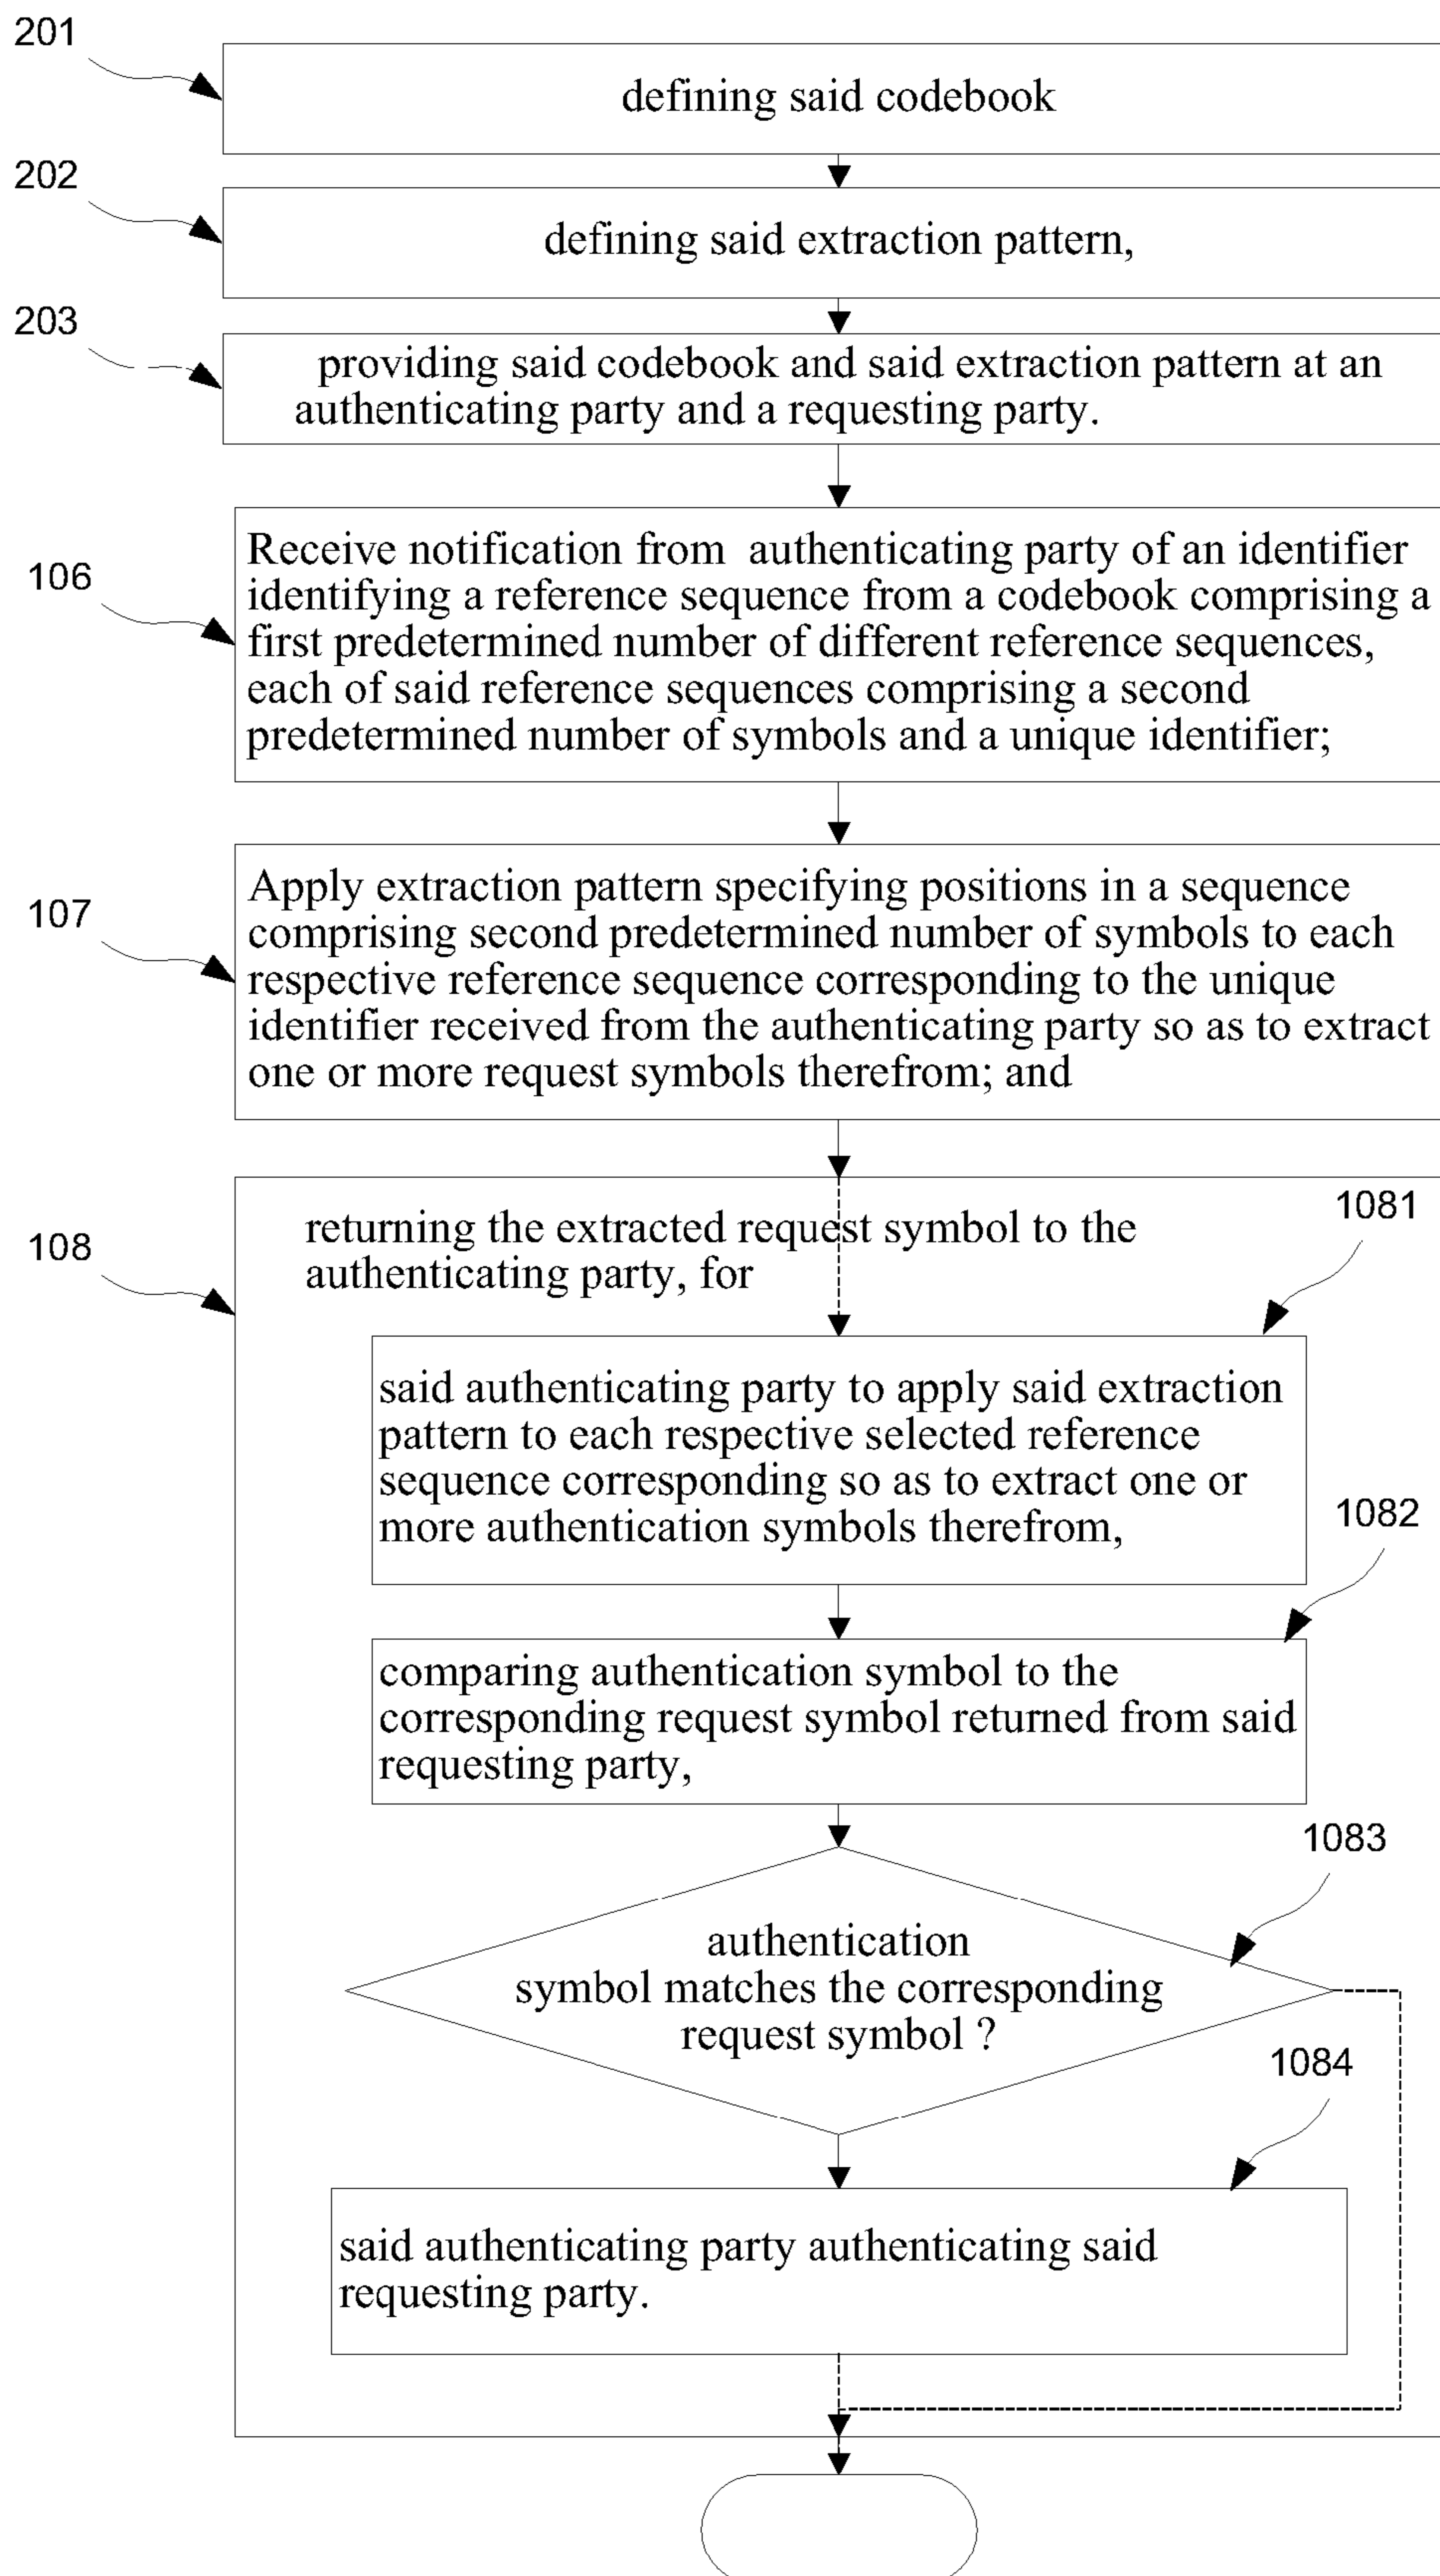 201
defining said codebook
202
defining said extraction pattern,
203
providing said codebook and said extraction pattern at an
authenticating party and a requesting party.
106
Receive notification from authenticating party of an identifier
identifying a reference sequence from a codebook comprising a
first predetermined number of different reference sequences,
each of said reference sequences comprising a second
predetermined number of symbols and a unique identifier;
107
Apply extraction pattern specifying positions in a sequence
comprising second predetermined number of symbols to each
respective reference sequence corresponding to the unique
identifier received from the authenticating party so as to extract
one or more request symbols therefrom; and
108
returning the extracted request symbol to the
authenticating party, for
1081
said authenticating party to apply said extraction
pattern to each respective selected reference
sequence corresponding so as to extract one or
more authentication symbols therefrom,
1082
comparing authentication symbol to the
corresponding request symbol returned from said
requesting party,
1083
authentication
symbol matches the corresponding
request symbol ?
1084
said authenticating party authenticating said
requesting party.